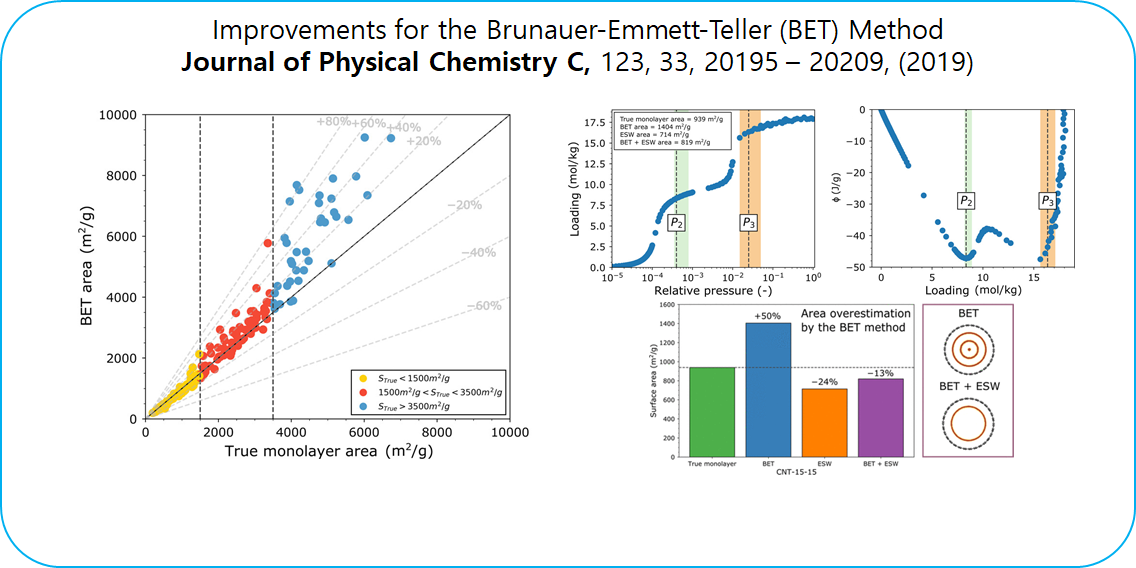 Improvements for the Brunauer-Emmett-Teller (BET) Method
Journal of Physical Chemistry C, 123, 33, 20195 – 20209, (2019)
BET area (m²/g)
10000
8000
6000
4000
2000
0
+80%
+60%
+40%
+20%
−20%
−40%
−60%
S_True < 1500m²/g
1500m²/g < S_True < 3500m²/g
S_True > 3500m²/g
0
2000
4000
6000
8000
10000
True monolayer area (m²/g)
Loading (mol/kg)
17.5
15.0
12.5
10.0
7.5
5.0
2.5
0.0
True monolayer area = 939 m²/g
BET area = 1404 m²/g
ESW area = 714 m²/g
BET + ESW area = 819 m²/g
P₂
P₃
10⁻⁵
10⁻⁴
10⁻³
10⁻²
10⁻¹
10⁰
Relative pressure (-)
ϕ (J/g)
0
−10
−20
−30
−40
−50
P₂
P₃
0
5
10
15
Loading (mol/kg)
Surface area (m²/g)
1600
1400
1200
1000
800
600
400
200
0
+50%
Area overestimation
by the BET method
−24%
−13%
True monolayer
BET
ESW
BET + ESW
CNT-15-15
BET
BET + ESW